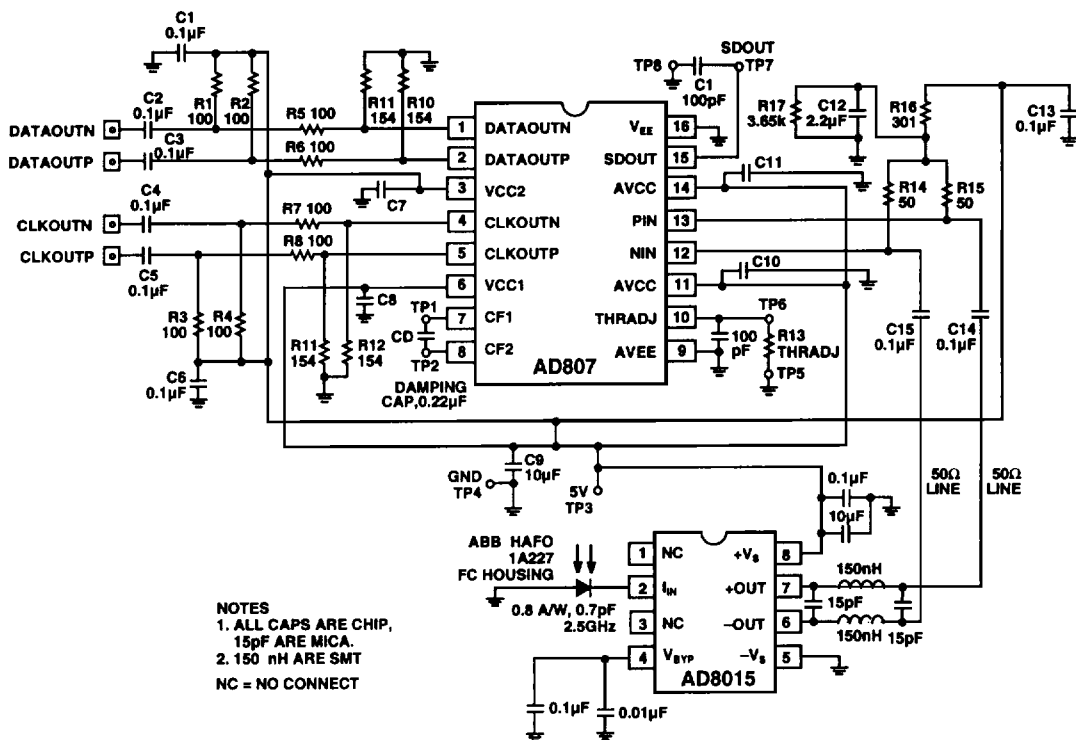 C1
0.1µF
C2
0.1µF
DATAOUTN
DATAOUTP
C3
0.1µF
R1
100
R2
100
R5 100
R6 100
R11
154
R10
154
C4
0.1µF
CLKOUTN
CLKOUTP
C5
0.1µF
R7 100
R8 100
C7
R3
100
R4
100
C6
0.1µF
R11
154
R12
154
C8
TP1
CD
TP2
DAMPING
CAP,0.22µF
1 DATAOUTN
2 DATAOUTP
3 VCC2
4 CLKOUTN
5 CLKOUTP
6 VCC1
7 CF1
8 CF2
VEE 16
SDOUT 15
AVCC 14
PIN 13
NIN 12
AVCC 11
THRADJ 10
AVEE 9
AD807
SDOUT
TP8
TP7
C1
100pF
C11
C10
TP6
100
pF
R13
THRADJ
TP5
R17
3.65k
C12
2.2µF
R16
301
C13
0.1µF
R14
50
R15
50
C15
0.1µF
C14
0.1µF
C9
10µF
GND
TP4
5V
TP3
50Ω
LINE
50Ω
LINE
0.1µF
10µF
ABB HAFO
1A227
FC HOUSING
0.8 A/W, 0.7pF
2.5GHz
1 NC
2 IIN
3 NC
4 VBYP
+VS 8
+OUT 7
–OUT 6
–VS 5
AD8015
150nH
15pF
150nH
15pF
0.1µF
0.01µF
NOTES
1. ALL CAPS ARE CHIP,
15pF ARE MICA.
2. 150 nH ARE SMT
NC = NO CONNECT